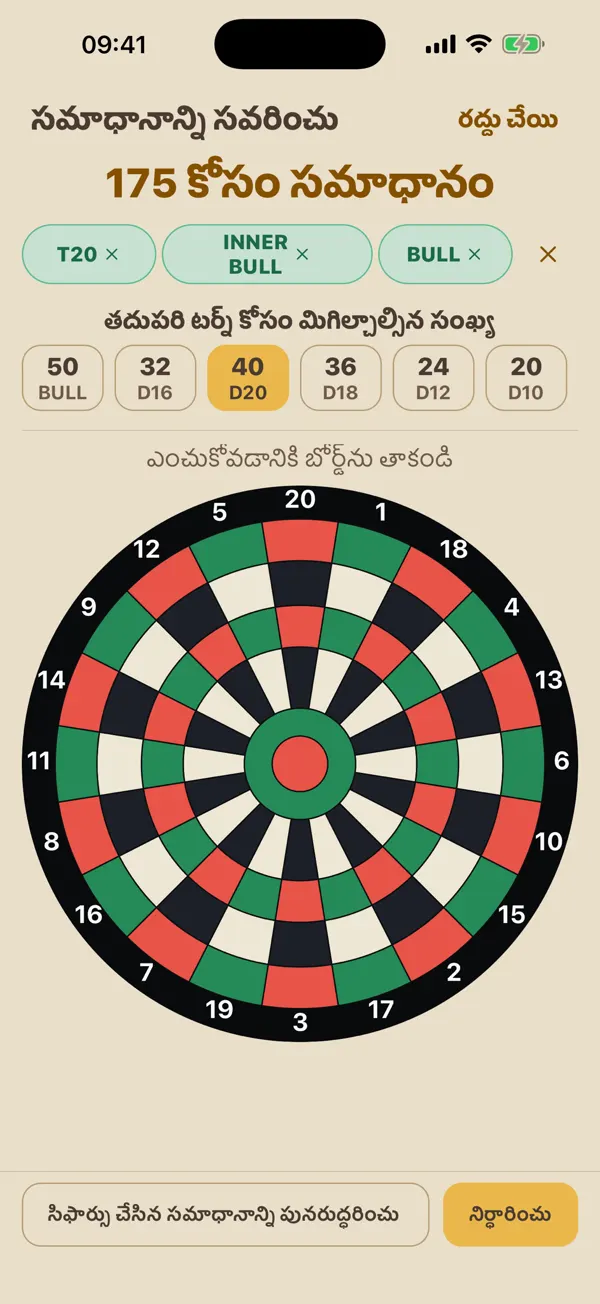 09:41
సమాధానాన్ని సవరించు
రద్దు చేయి
175 కోసం సమాధానం
T20 ×
INNER BULL ×
BULL ×
×
తదుపరి టర్న్ కోసం మిగిల్చాల్సిన సంఖ్య
50 BULL
32 D16
40 D20
36 D18
24 D12
20 D10
ఎంచుకోవడానికి బోర్డ్‌ను తాకండి
20
1
18
4
13
6
10
15
2
17
3
19
7
16
8
11
14
9
12
5
సిఫార్సు చేసిన సమాధానాన్ని పునరుద్ధరించు
నిర్ధారించు